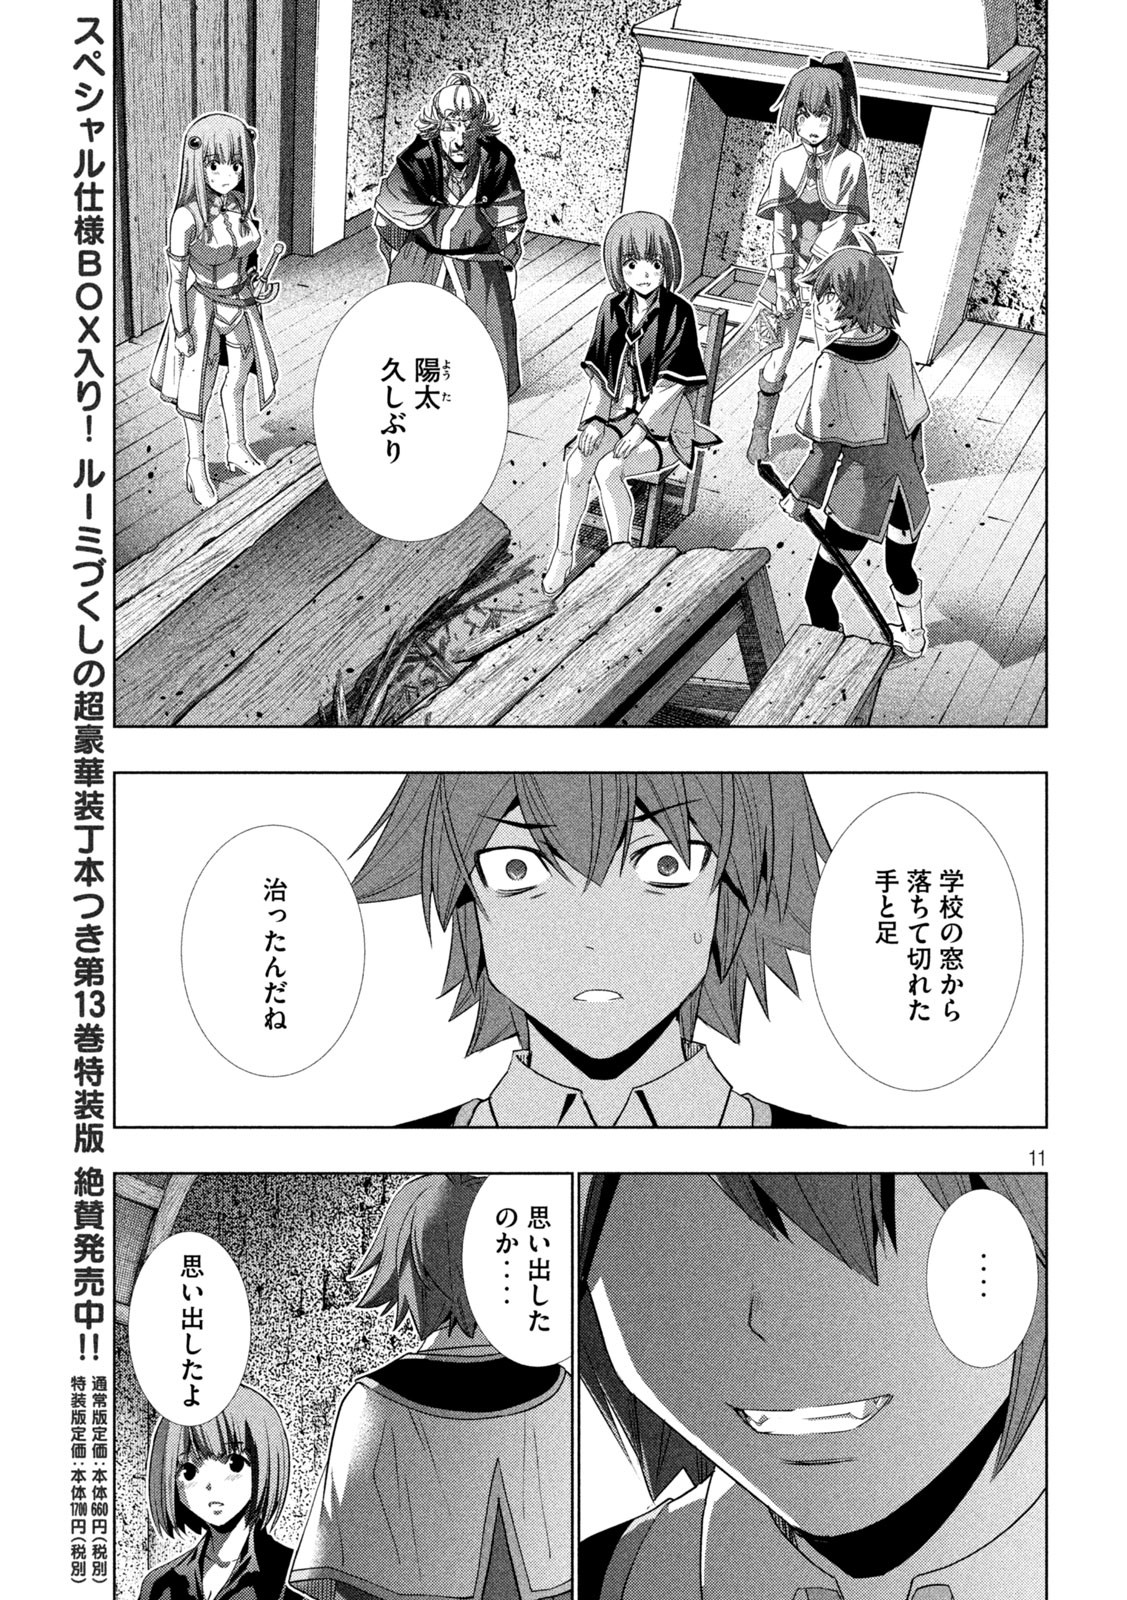 スペシャル仕様BOX入り！ ルーミづくしの超豪華装丁本つき第13巻特装版 絶賛発売中!!
通常版定価：本体660円（税別）
特装版定価：本体1700円（税別）
陽太
ようた
久しぶり
学校の窓から
落ちて切れた
手と足
治ったんだね
11
‥‥
思い出した
のか‥‥
思い出したよ